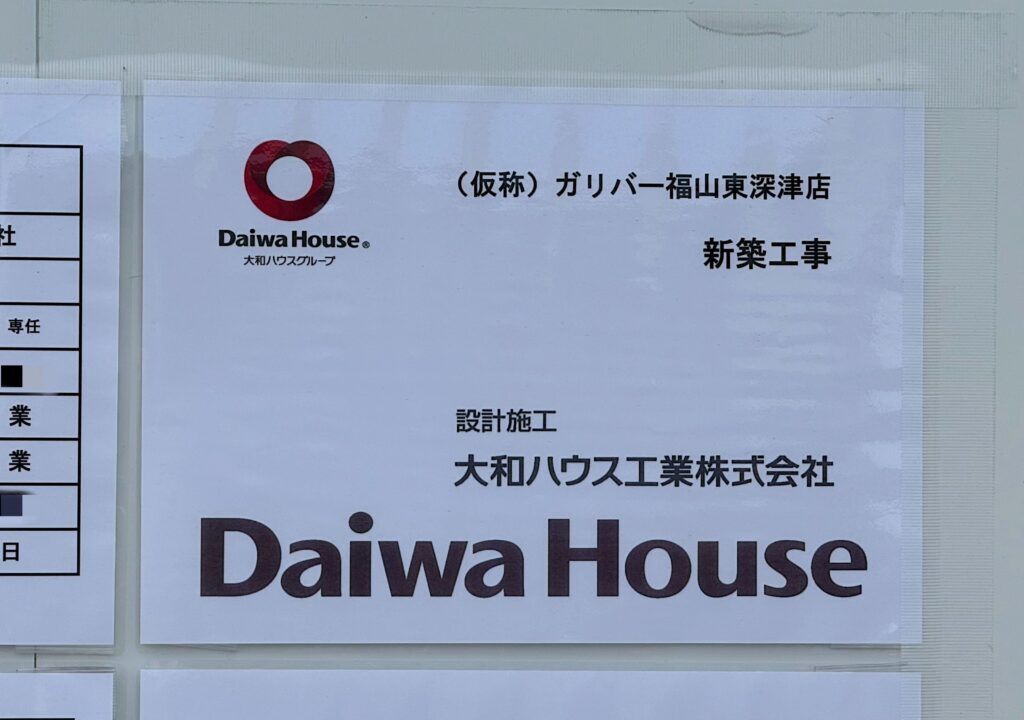 社
専任
業
業
日
Daiwa House®
大和ハウスグループ
（仮称）ガリバー福山東深津店
新築工事
設計施工
大和ハウス工業株式会社
Daiwa House